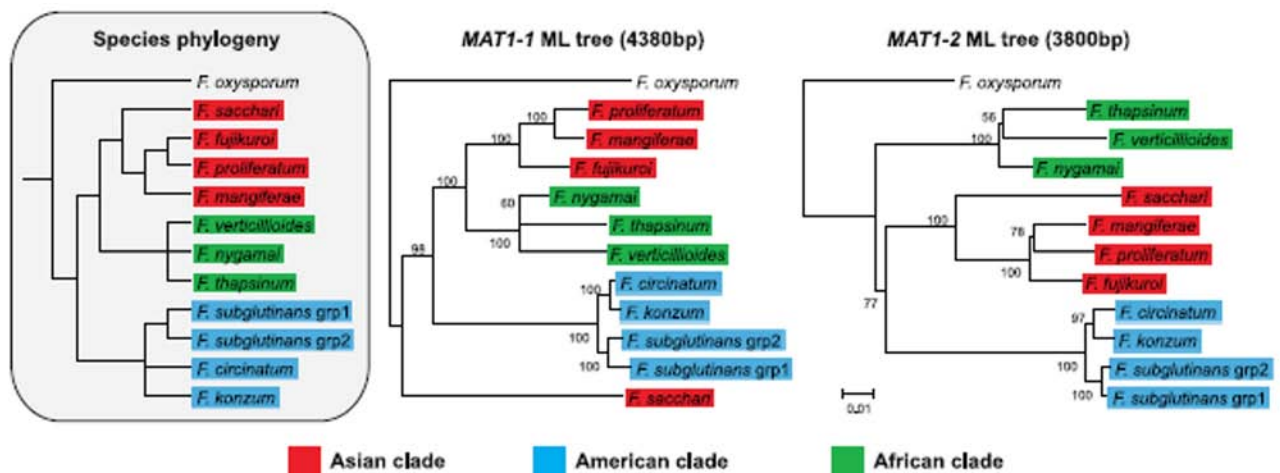 Species phylogeny
F. oxysporum
F. sacchari
F. fujikuroi
F. proliferatum
F. mangiferae
F. verticillioides
F. nygamai
F. thapsinum
F. subglutinans grp1
F. subglutinans grp2
F. circinatum
F. konzum
MAT1-1 ML tree (4380bp)
F. oxysporum
100
F. proliferatum
100
F. mangiferae
F. fujikuroi
100
60
F. nygamai
F. thapsinum
100
F. verticillioides
98
100
F. circinatum
F. konzum
100
F. subglutinans grp2
100
F. subglutinans grp1
F. sacchari
MAT1-2 ML tree (3800bp)
F. oxysporum
56
F. thapsinum
100
F. verticillioides
F. nygamai
100
F. sacchari
78
F. mangiferae
F. proliferatum
100
F. fujikuroi
77
97
F. circinatum
F. konzum
100
F. subglutinans grp2
100
F. subglutinans grp1
0.01
Asian clade
American clade
African clade